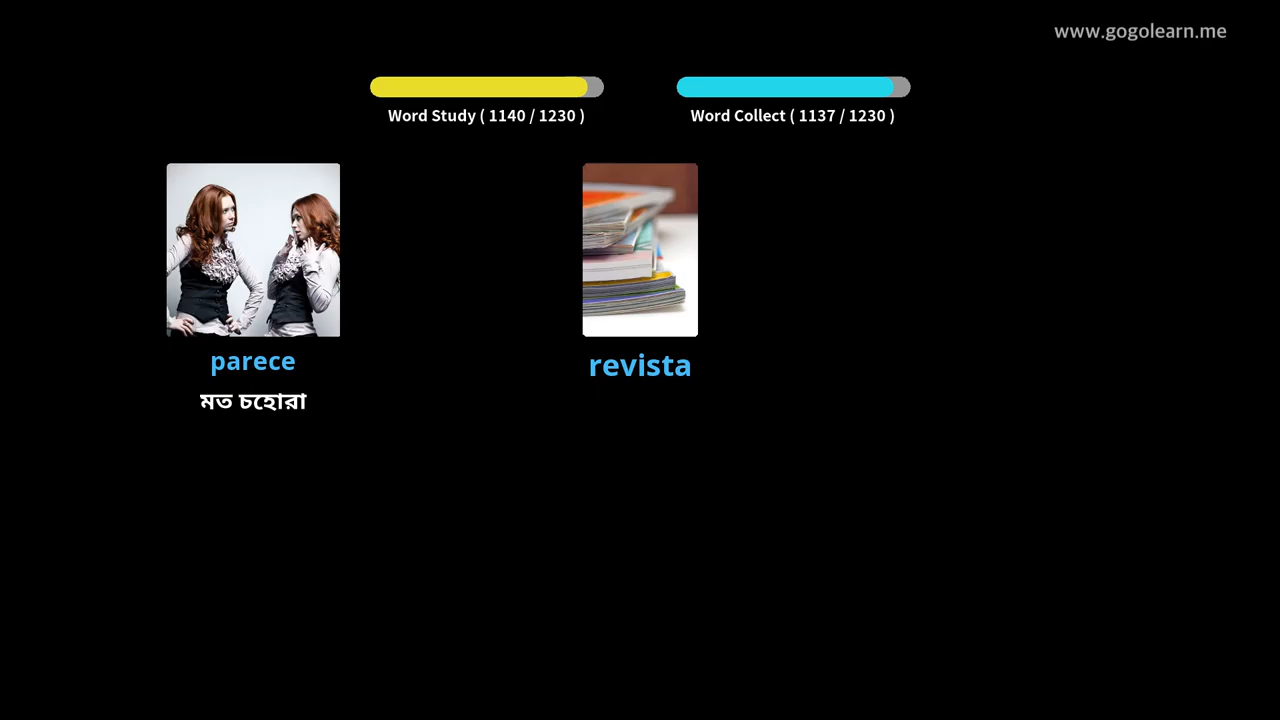 www.gogolearn.me
Word Study ( 1140 / 1230 )
Word Collect ( 1137 / 1230 )
parece
revista
মত চেহারা